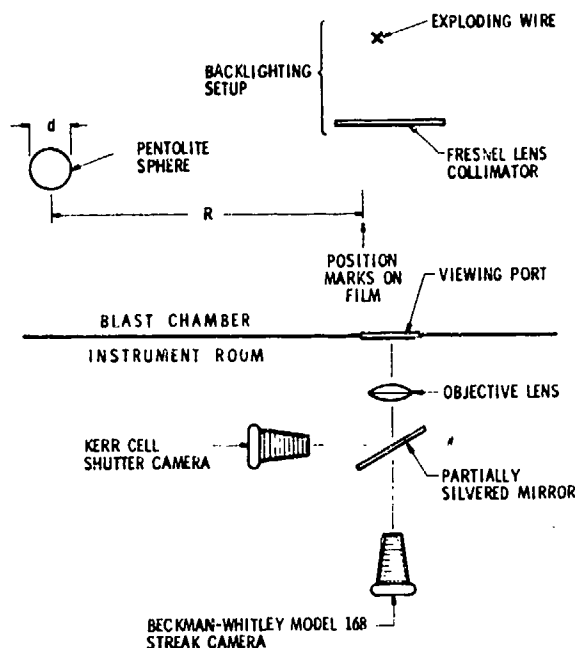 EXPLODING WIRE
BACKLIGHTING
SETUP
d
PENTOLITE
SPHERE
FRESNEL LENS
COLLIMATOR
R
POSITION
MARKS ON
FILM
VIEWING PORT
BLAST CHAMBER
INSTRUMENT ROOM
OBJECTIVE LENS
KERR CELL
SHUTTER CAMERA
PARTIALLY
SILVERED MIRROR
BECKMAN-WHITLEY MODEL 168
STREAK CAMERA